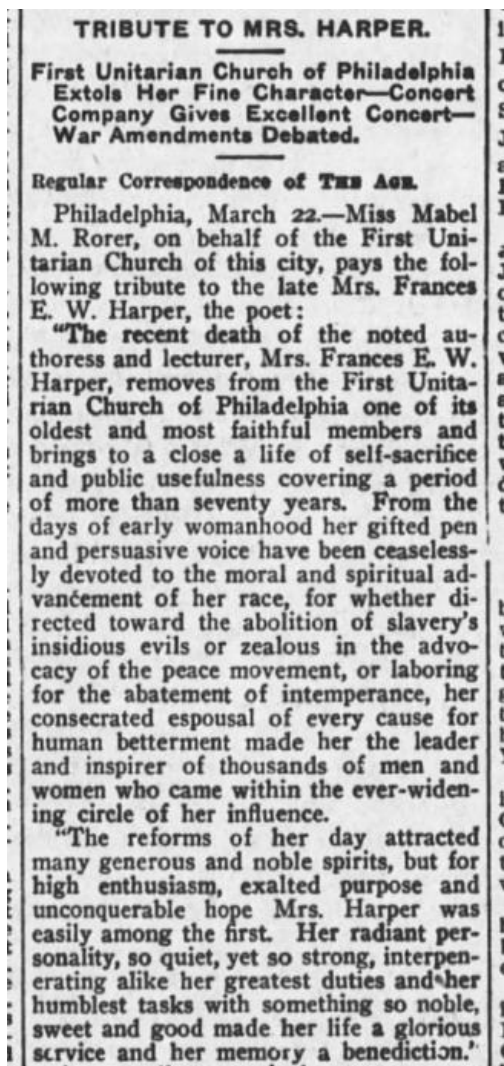 TRIBUTE TO MRS. HARPER.
First Unitarian Church of Philadelphia
Extols Her Fine Character—Concert
Company Gives Excellent Concert—
War Amendments Debated.
Regular Correspondence of THE AGE.
Philadelphia, March 22.—Miss Mabel
M. Rorer, on behalf of the First Uni-
tarian Church of this city, pays the fol-
lowing tribute to the late Mrs. Frances
E. W. Harper, the poet:
"The recent death of the noted au-
thoress and lecturer, Mrs. Frances E. W.
Harper, removes from the First Unita-
rian Church of Philadelphia one of its
oldest and most faithful members and
brings to a close a life of self-sacrifice
and public usefulness covering a period
of more than seventy years. From the
days of early womanhood her gifted pen
and persuasive voice have been ceaseless-
ly devoted to the moral and spiritual ad-
vancement of her race, for whether di-
rected toward the abolition of slavery's
insidious evils or zealous in the advo-
cacy of the peace movement, or laboring
for the abatement of intemperance, her
consecrated espousal of every cause for
human betterment made her the leader
and inspirer of thousands of men and
women who came within the ever-widen-
ing circle of her influence.
"The reforms of her day attracted
many generous and noble spirits, but for
high enthusiasm, exalted purpose and
unconquerable hope Mrs. Harper was
easily among the first. Her radiant per-
sonality, so quiet, yet so strong, interpen-
erating alike her greatest duties and her
humblest tasks with something so noble,
sweet and good made her life a glorious
service and her memory a benediction."